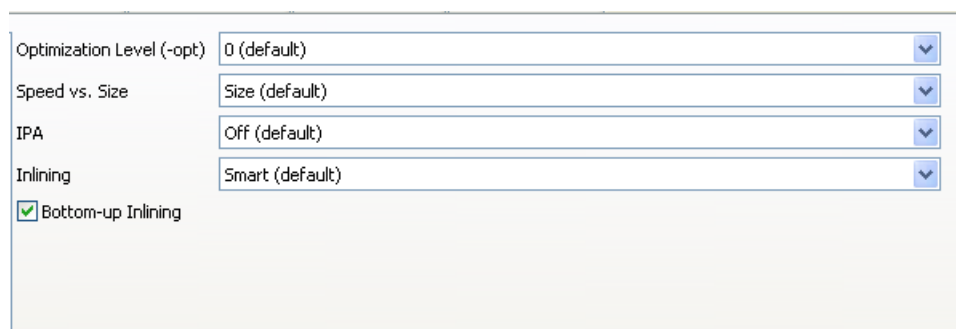 Optimization Level (-opt) 0 (default)
Speed vs. Size Size (default)
IPA Off (default)
Inlining Smart (default)
Bottom-up Inlining